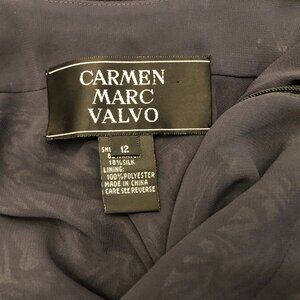 CARMEN
MARC
VALVO
12
18% SILK
LINING:
100% POLYESTER
MADE IN CHINA
CARE SEE REVERSE